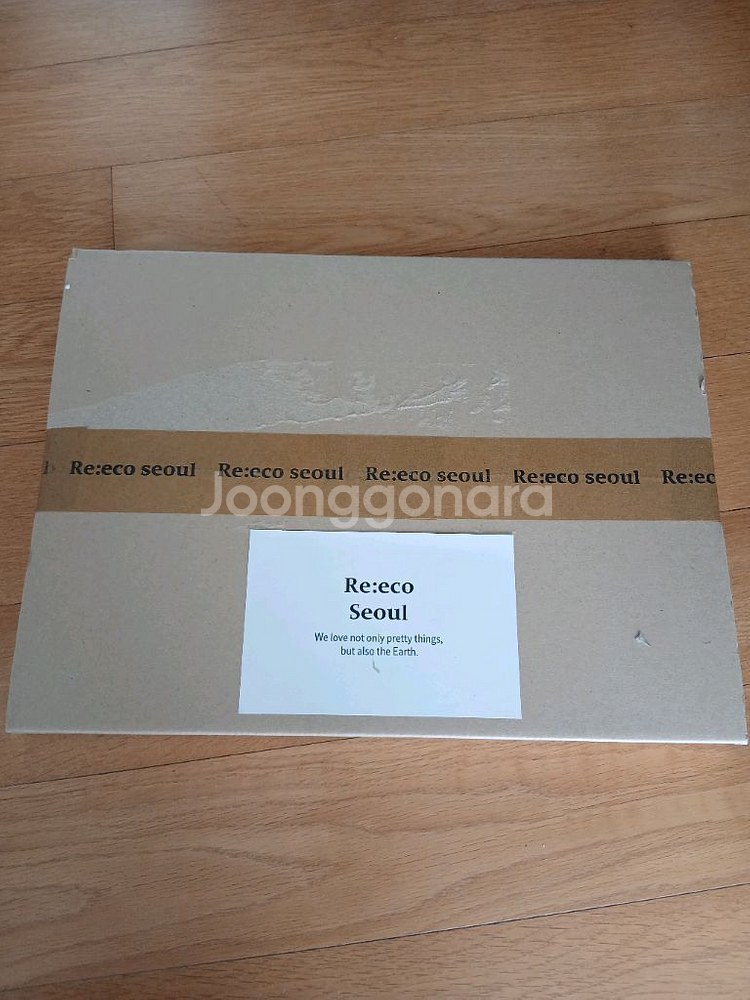 Re:eco seoul Re:eco seoul Re:eco seoul Re:eco seoul Re:ec
Joonggonara
Re:eco
Seoul
We love not only pretty things,
but also the Earth.